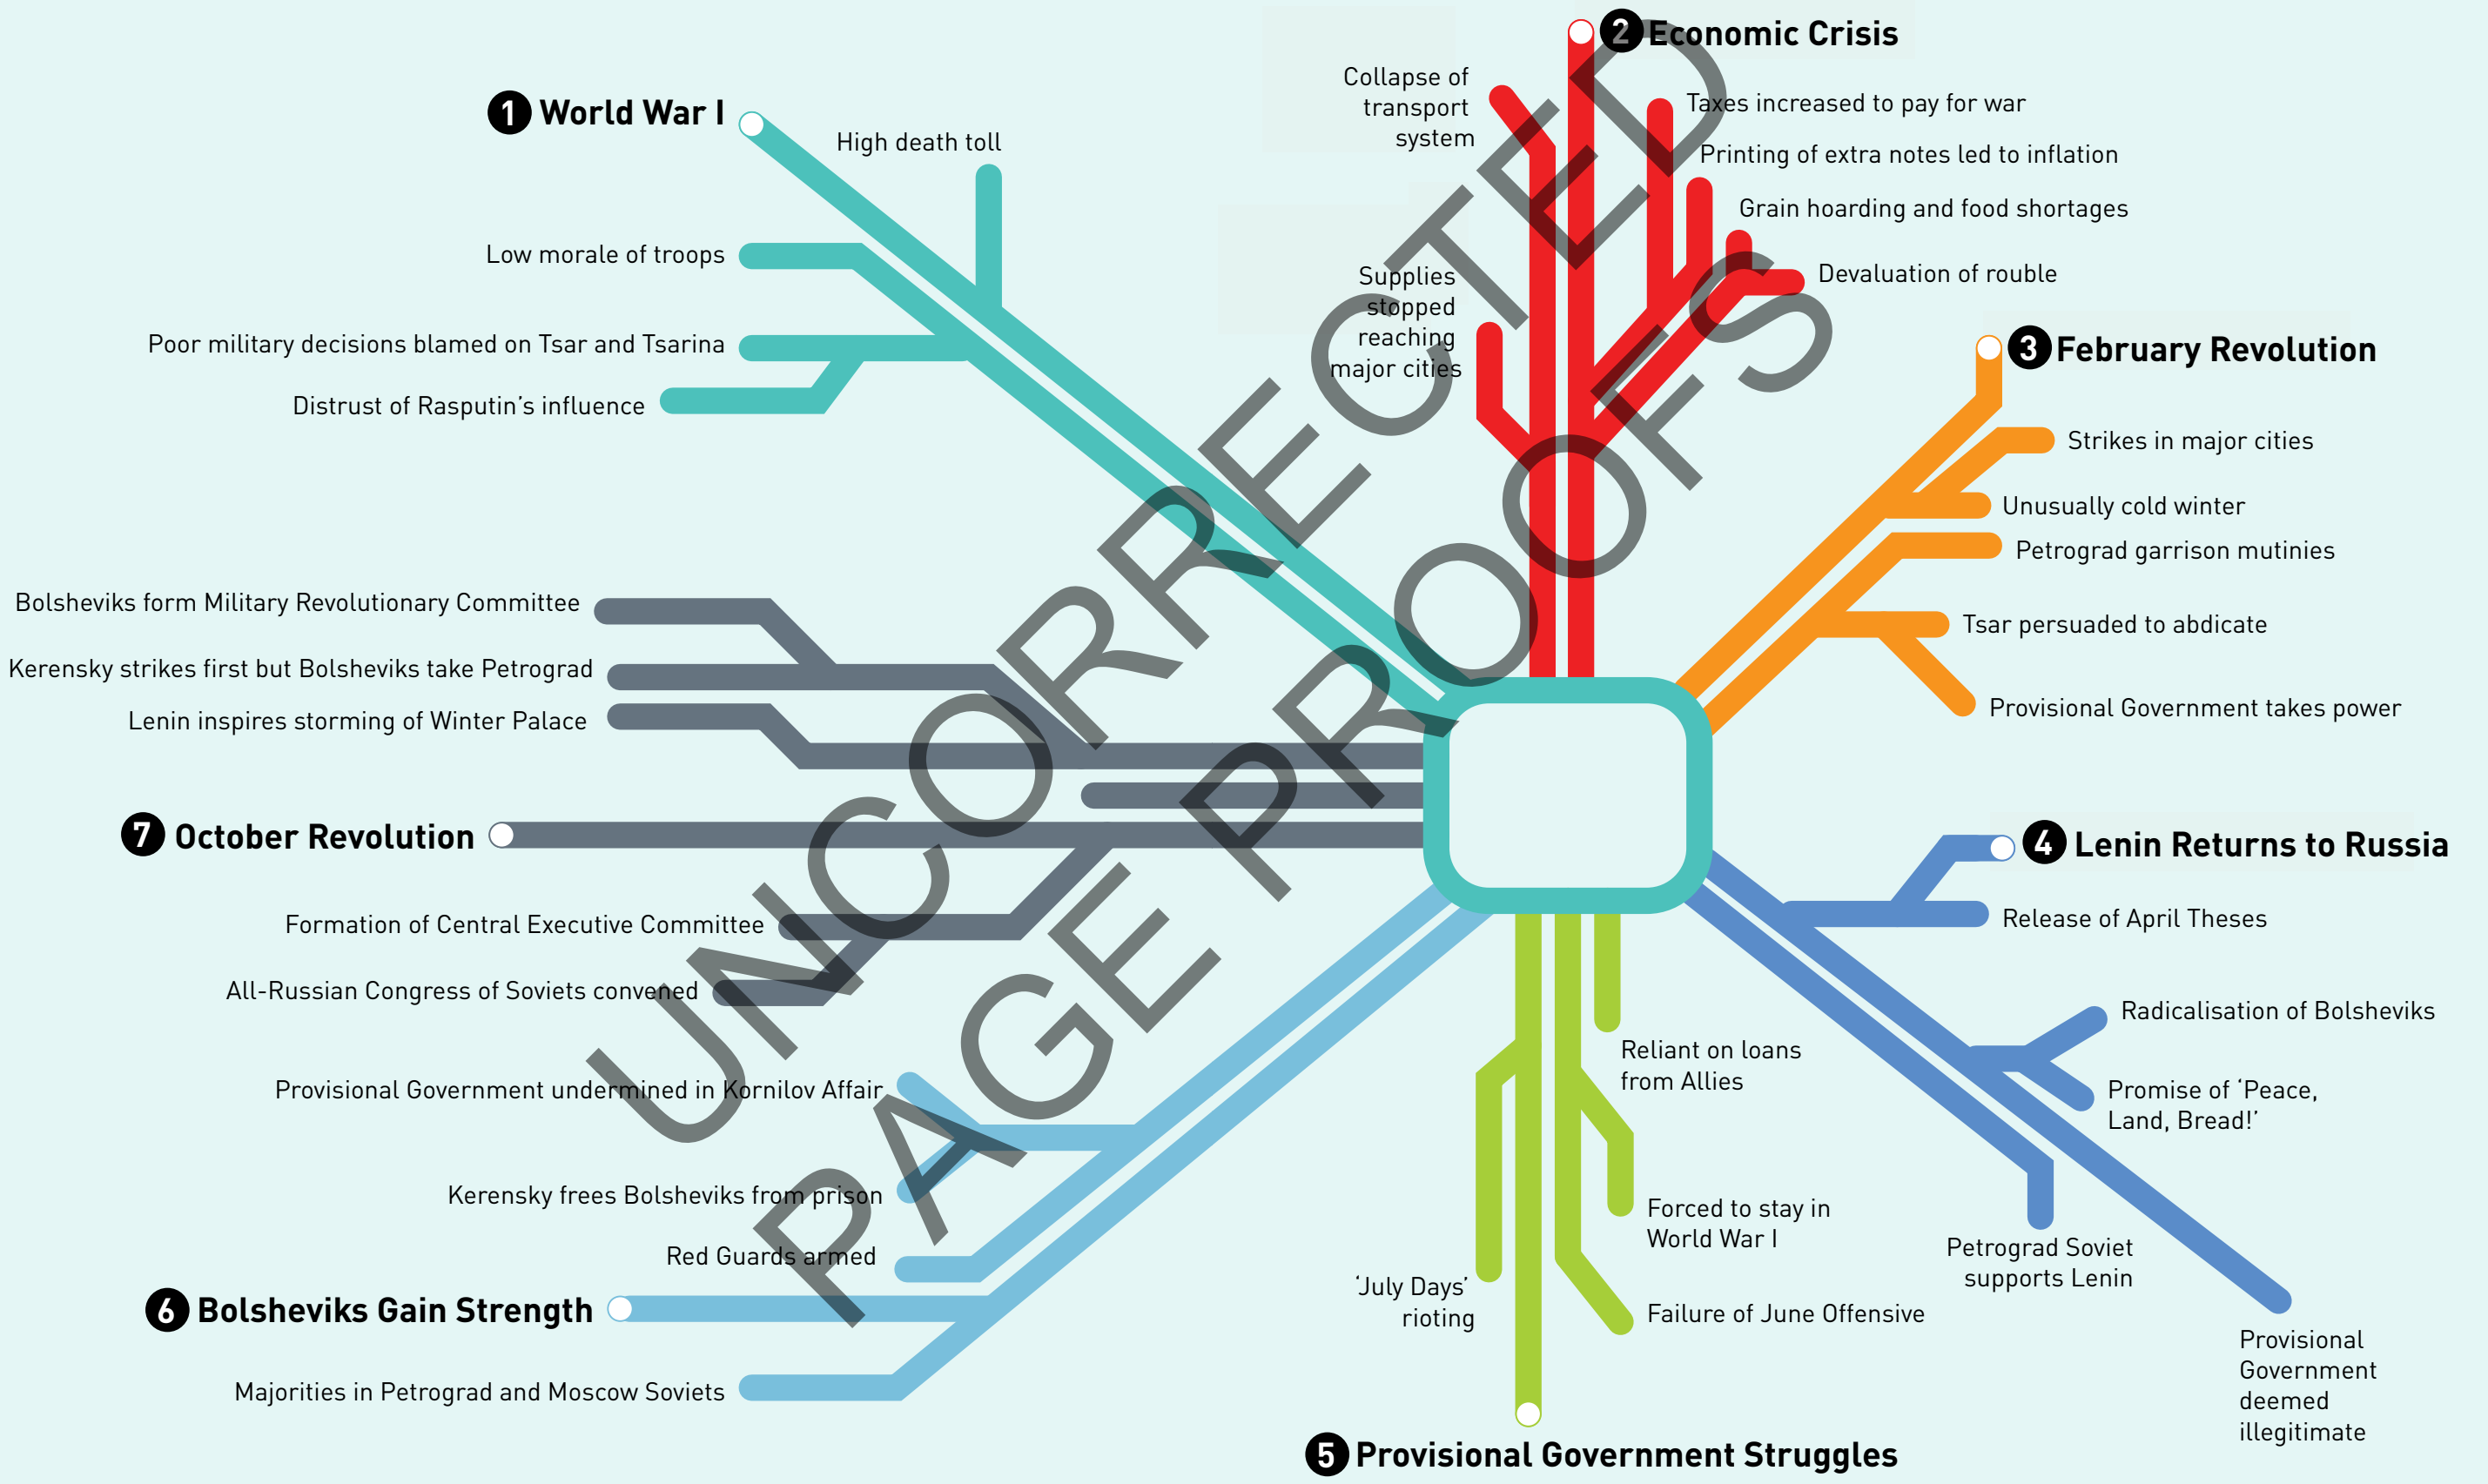 1 World War I
High death toll
Low morale of troops
Poor military decisions blamed on Tsar and Tsarina
Distrust of Rasputin’s influence
2 Economic Crisis
Collapse of
transport
system
Taxes increased to pay for war
Printing of extra notes led to inflation
Grain hoarding and food shortages
Devaluation of rouble
Supplies
stopped
reaching
major cities
3 February Revolution
Strikes in major cities
Unusually cold winter
Petrograd garrison mutinies
Tsar persuaded to abdicate
Provisional Government takes power
4 Lenin Returns to Russia
Release of April Theses
Radicalisation of Bolsheviks
Promise of ‘Peace,
Land, Bread!’
Petrograd Soviet
supports Lenin
Provisional
Government
deemed
illegitimate
5 Provisional Government Struggles
Reliant on loans
from Allies
Forced to stay in
World War I
Failure of June Offensive
‘July Days’
rioting
6 Bolsheviks Gain Strength
Provisional Government undermined in Kornilov Affair
Kerensky frees Bolsheviks from prison
Red Guards armed
Majorities in Petrograd and Moscow Soviets
7 October Revolution
Bolsheviks form Military Revolutionary Committee
Kerensky strikes first but Bolsheviks take Petrograd
Lenin inspires storming of Winter Palace
Formation of Central Executive Committee
All-Russian Congress of Soviets convened
UNCORRECTED
PAGE PROOFS